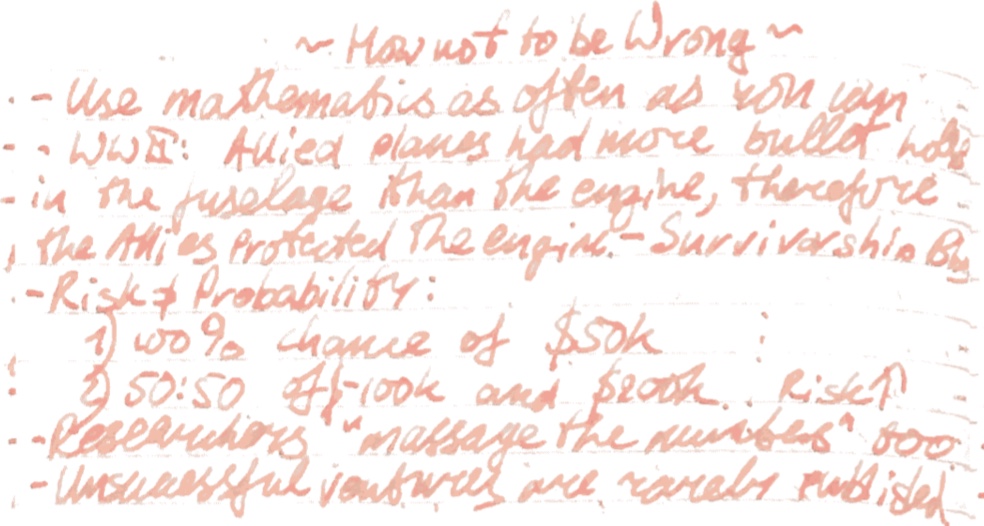 ~ How not to be Wrong ~
- Use mathematics as often as you can
- WWII: Allied planes had more bullet holes
in the fuselage than the engine, therefore
the Allies protected the engine. - Survivorship Bias
- Risk ≠ Probability:
1) 100% chance of $50k
2) 50:50 of $-100k and $200k. Risk↑
- Researchers "massage the numbers" too
- Unsuccessful ventures are rarely published